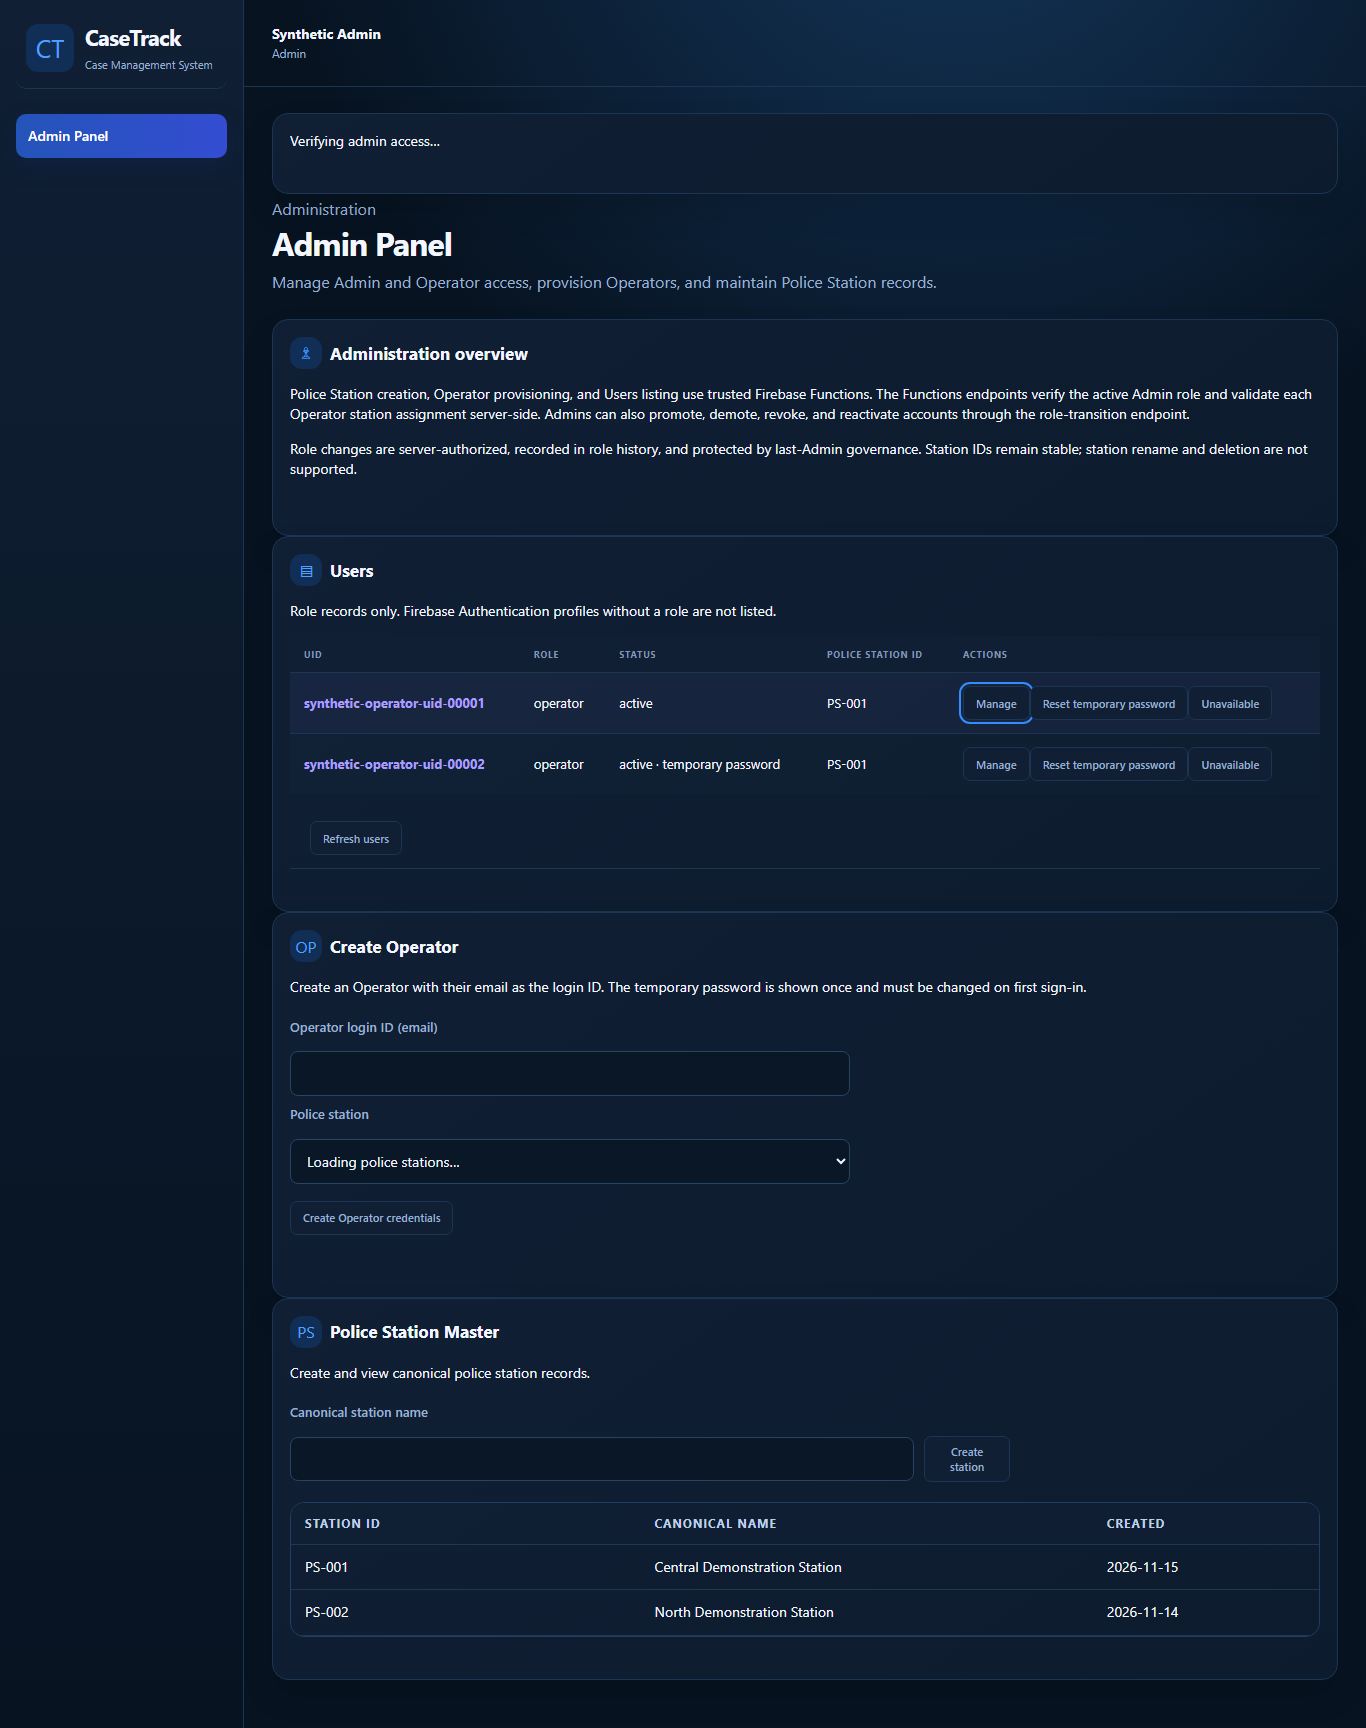 CT
CaseTrack
Case Management System
Admin Panel
Synthetic Admin
Admin
Verifying admin access...
Administration
Admin Panel
Manage Admin and Operator access, provision Operators, and maintain Police Station records.
Administration overview
Police Station creation, Operator provisioning, and Users listing use trusted Firebase Functions. The Functions endpoints verify the active Admin role and validate each
Operator station assignment server-side. Admins can also promote, demote, revoke, and reactivate accounts through the role-transition endpoint.
Role changes are server-authorized, recorded in role history, and protected by last-Admin governance. Station IDs remain stable; station rename and deletion are not
supported.
Users
Role records only. Firebase Authentication profiles without a role are not listed.
UID ROLE STATUS POLICE STATION ID ACTIONS
synthetic-operator-uid-00001 operator active PS-001 Manage Reset temporary password Unavailable
synthetic-operator-uid-00002 operator active · temporary password PS-001 Manage Reset temporary password Unavailable
Refresh users
OP Create Operator
Create an Operator with their email as the login ID. The temporary password is shown once and must be changed on first sign-in.
Operator login ID (email)
Police station
Loading police stations...
Create Operator credentials
PS Police Station Master
Create and view canonical police station records.
Canonical station name
Create
station
STATION ID CANONICAL NAME CREATED
PS-001 Central Demonstration Station 2026-11-15
PS-002 North Demonstration Station 2026-11-14